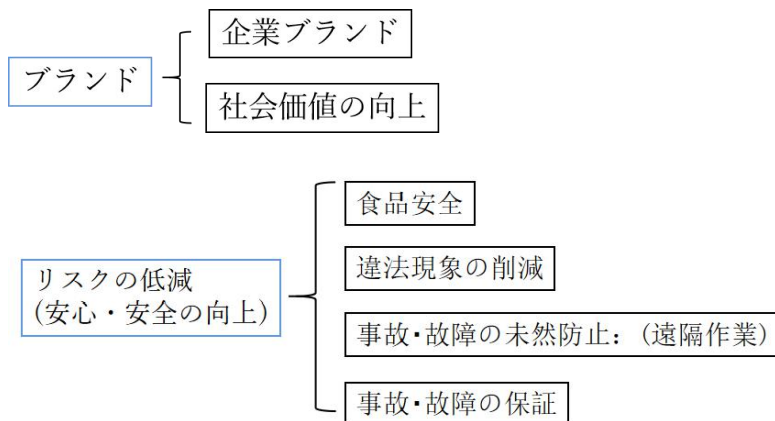 企業ブランド
ブランド
社会価値の向上
食品安全
違法現象の削減
リスクの低減
(安心・安全の向上)
事故・故障の未然防止：(遠隔作業)
事故・故障の保証